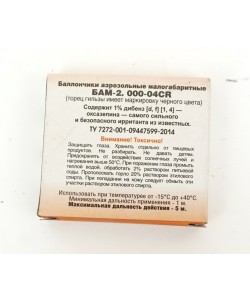 Баллончики аэрозольные малогабаритные
БАМ-2. 000-04CR
(торец гильзы имеет маркировку черного цвета)
Содержит 1% дибенз [d, f] [1, 4] —
оксазепина — самого сильного
и безопасного ирританта из известных.
ТУ 7272-001-09447599-2014
Внимание! Токсично!
Защищать глаза. Хранить отдельно от пищевых
продуктов. Не разбирать. Не давать детям.
Предохранять от воздействия солнечных лучей и
нагревания выше 50°С. При поражении глаза промыть
водой, обработать 2% раствором питьевой
соды. Прополоскать горло 20% раствором этилового
спирта. При попадании на кожу следует обмыть эти
участки раствором этилового спирта.
Использовать при температуре от -15°С до +40°С.
Минимальная дальность применения - 1 м.
Максимальная дальность действия - 5 м.